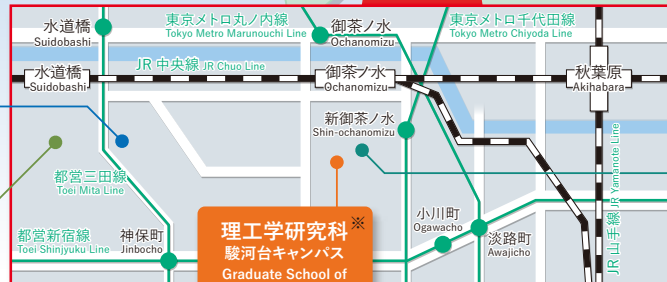 水道橋
Suidobashi
東京メトロ丸ノ内線
Tokyo Metro Marunouchi Line
御茶ノ水
Ochanomizu
東京メトロ千代田線
Tokyo Metro Chiyoda Line
水道橋
Suidobashi
JR 中央線 JR Chuo Line
御茶ノ水
Ochanomizu
秋葉原
Akihabara
新御茶ノ水
Shin-ochanomizu
都営三田線
Toei Mita Line
JR 山手線 JR Yamanote Line
都営新宿線
Toei Shinjyuku Line
神保町
Jinbocho
理工学研究科※
駿河台キャンパス
Graduate School of
小川町
Ogawacho
淡路町
Awajicho